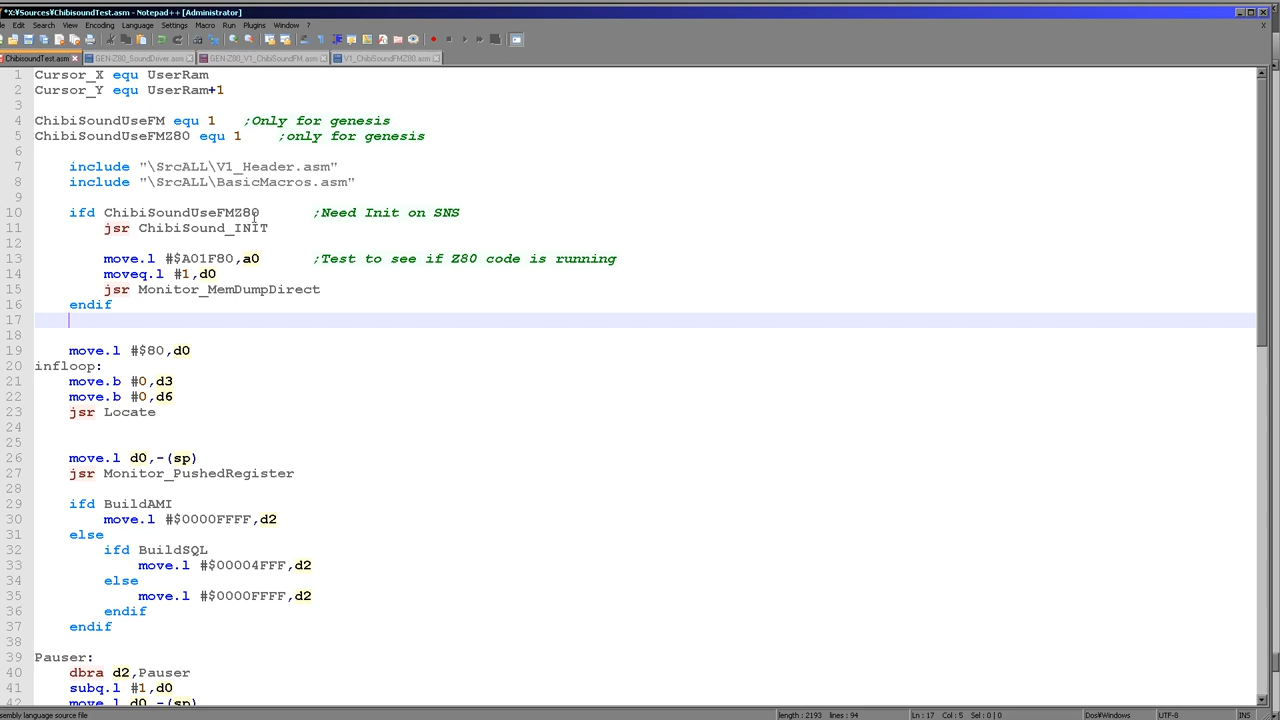 *X:¥Sources¥ChibisoundTest.asm - Notepad++ [Administrator]
Edit Search View Encoding Language Settings Macro Run Plugins Window ?
ChibisoundTest.asm GEN-Z80_SoundDriver.asm GEN-Z80_V1_ChibiSoundFM.asm V1_ChibiSoundFMZ80.asm
1 Cursor_X equ UserRam
2 Cursor_Y equ UserRam+1
3
4 ChibiSoundUseFM equ 1 ;Only for genesis
5 ChibiSoundUseFMZ80 equ 1 ;only for genesis
6
7 include "\SrcALL\V1_Header.asm"
8 include "\SrcALL\BasicMacros.asm"
9
10 ifd ChibiSoundUseFMZ80 ;Need Init on SNS
11 jsr ChibiSound_INIT
12
13 move.l #$A01F80,a0 ;Test to see if Z80 code is running
14 moveq.l #1,d0
15 jsr Monitor_MemDumpDirect
16 endif
17
18
19 move.l #$80,d0
20 infloop:
21 move.b #0,d3
22 move.b #0,d6
23 jsr Locate
24
25
26 move.l d0,-(sp)
27 jsr Monitor_PushedRegister
28
29 ifd BuildAMI
30 move.l #$0000FFFF,d2
31 else
32 ifd BuildSQL
33 move.l #$00004FFF,d2
34 else
35 move.l #$0000FFFF,d2
36 endif
37 endif
38
39 Pauser:
40 dbra d2,Pauser
41 subq.l #1,d0
42 move.l d0,-(sp)
sembly language source file length : 2193 lines : 94 Ln : 17 Col : 5 Sel : 0 | 0 Dos¥Windows UTF-8 INS